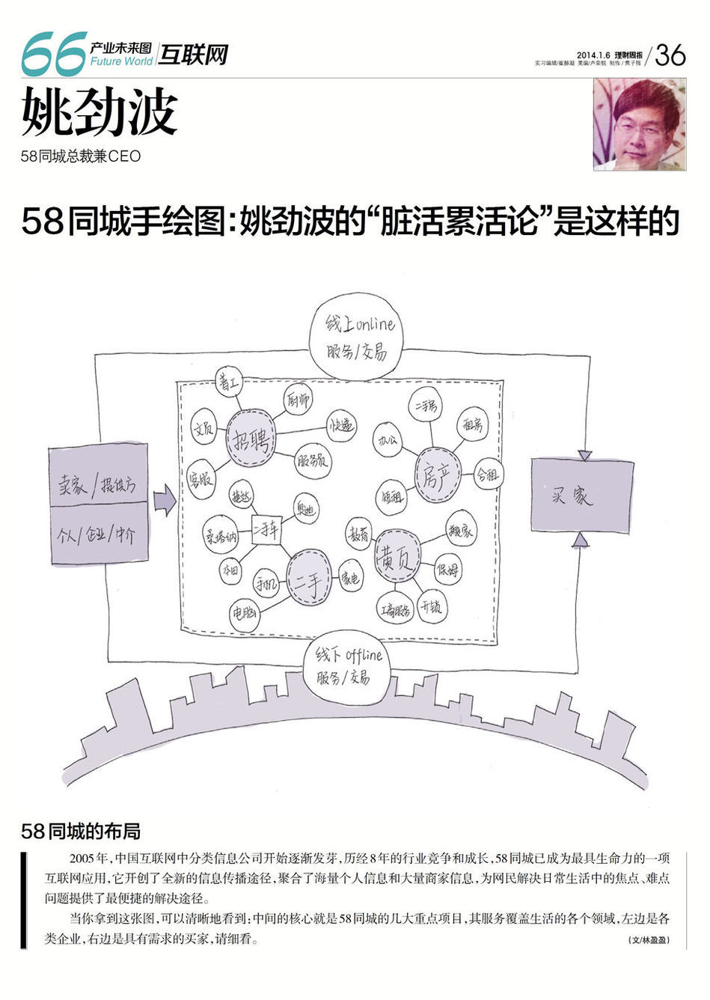 66 产业未来图 Future World 互联网
2014.1.6 理财周报 / 36
实习编辑/崔赫凝 美编/卢荣锐 制作/焦子强
姚劲波
58同城总裁兼CEO
58同城手绘图:姚劲波的“脏活累活论”是这样的
线上online
服务/交易
普工
厨师
文员
招聘
快递
服务员
客服
二手房
办公
租房
房产
合租
短租
卖家/提供方
个人/企业/中介
买家
捷达
奥迪
桑塔纳
二手车
本田
手机
二手
家电
电脑
教育
搬家
黄页
保姆
工商服务
开锁
线下offline
服务/交易
58同城的布局
2005年,中国互联网中分类信息公司开始逐渐发芽,历经8年的行业竞争和成长,58同城已成为最具生命力的一项
互联网应用,它开创了全新的信息传播途径,聚合了海量个人信息和大量商家信息,为网民解决日常生活中的焦点、难点
问题提供了最便捷的解决途径。
当你拿到这张图,可以清晰地看到:中间的核心就是58同城的几大重点项目,其服务覆盖生活的各个领域,左边是各
类企业,右边是具有需求的买家,请细看。
(文/林盈盈)